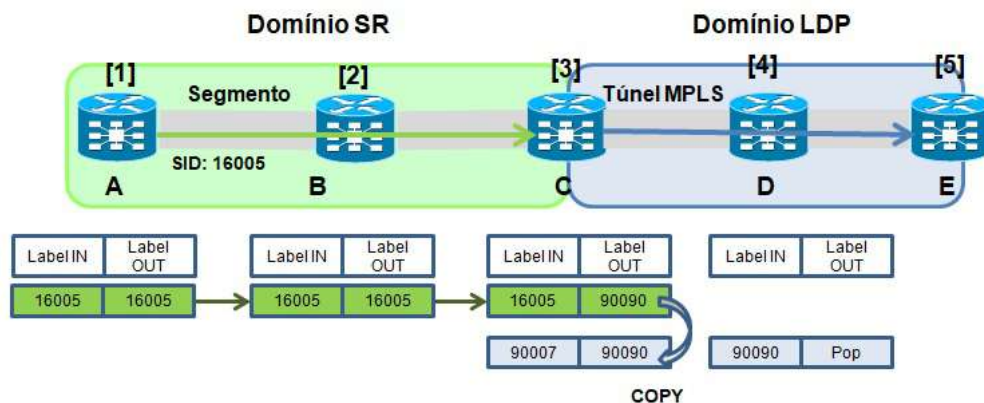 Domínio SR
Domínio LDP
[1]
[2]
[3]
[4]
[5]
Segmento
Túnel MPLS
SID: 16005
A
B
C
D
E
Label IN
Label OUT
Label IN
Label OUT
Label IN
Label OUT
Label IN
Label OUT
16005
16005
16005
16005
16005
90090
90007
90090
90090
Pop
COPY